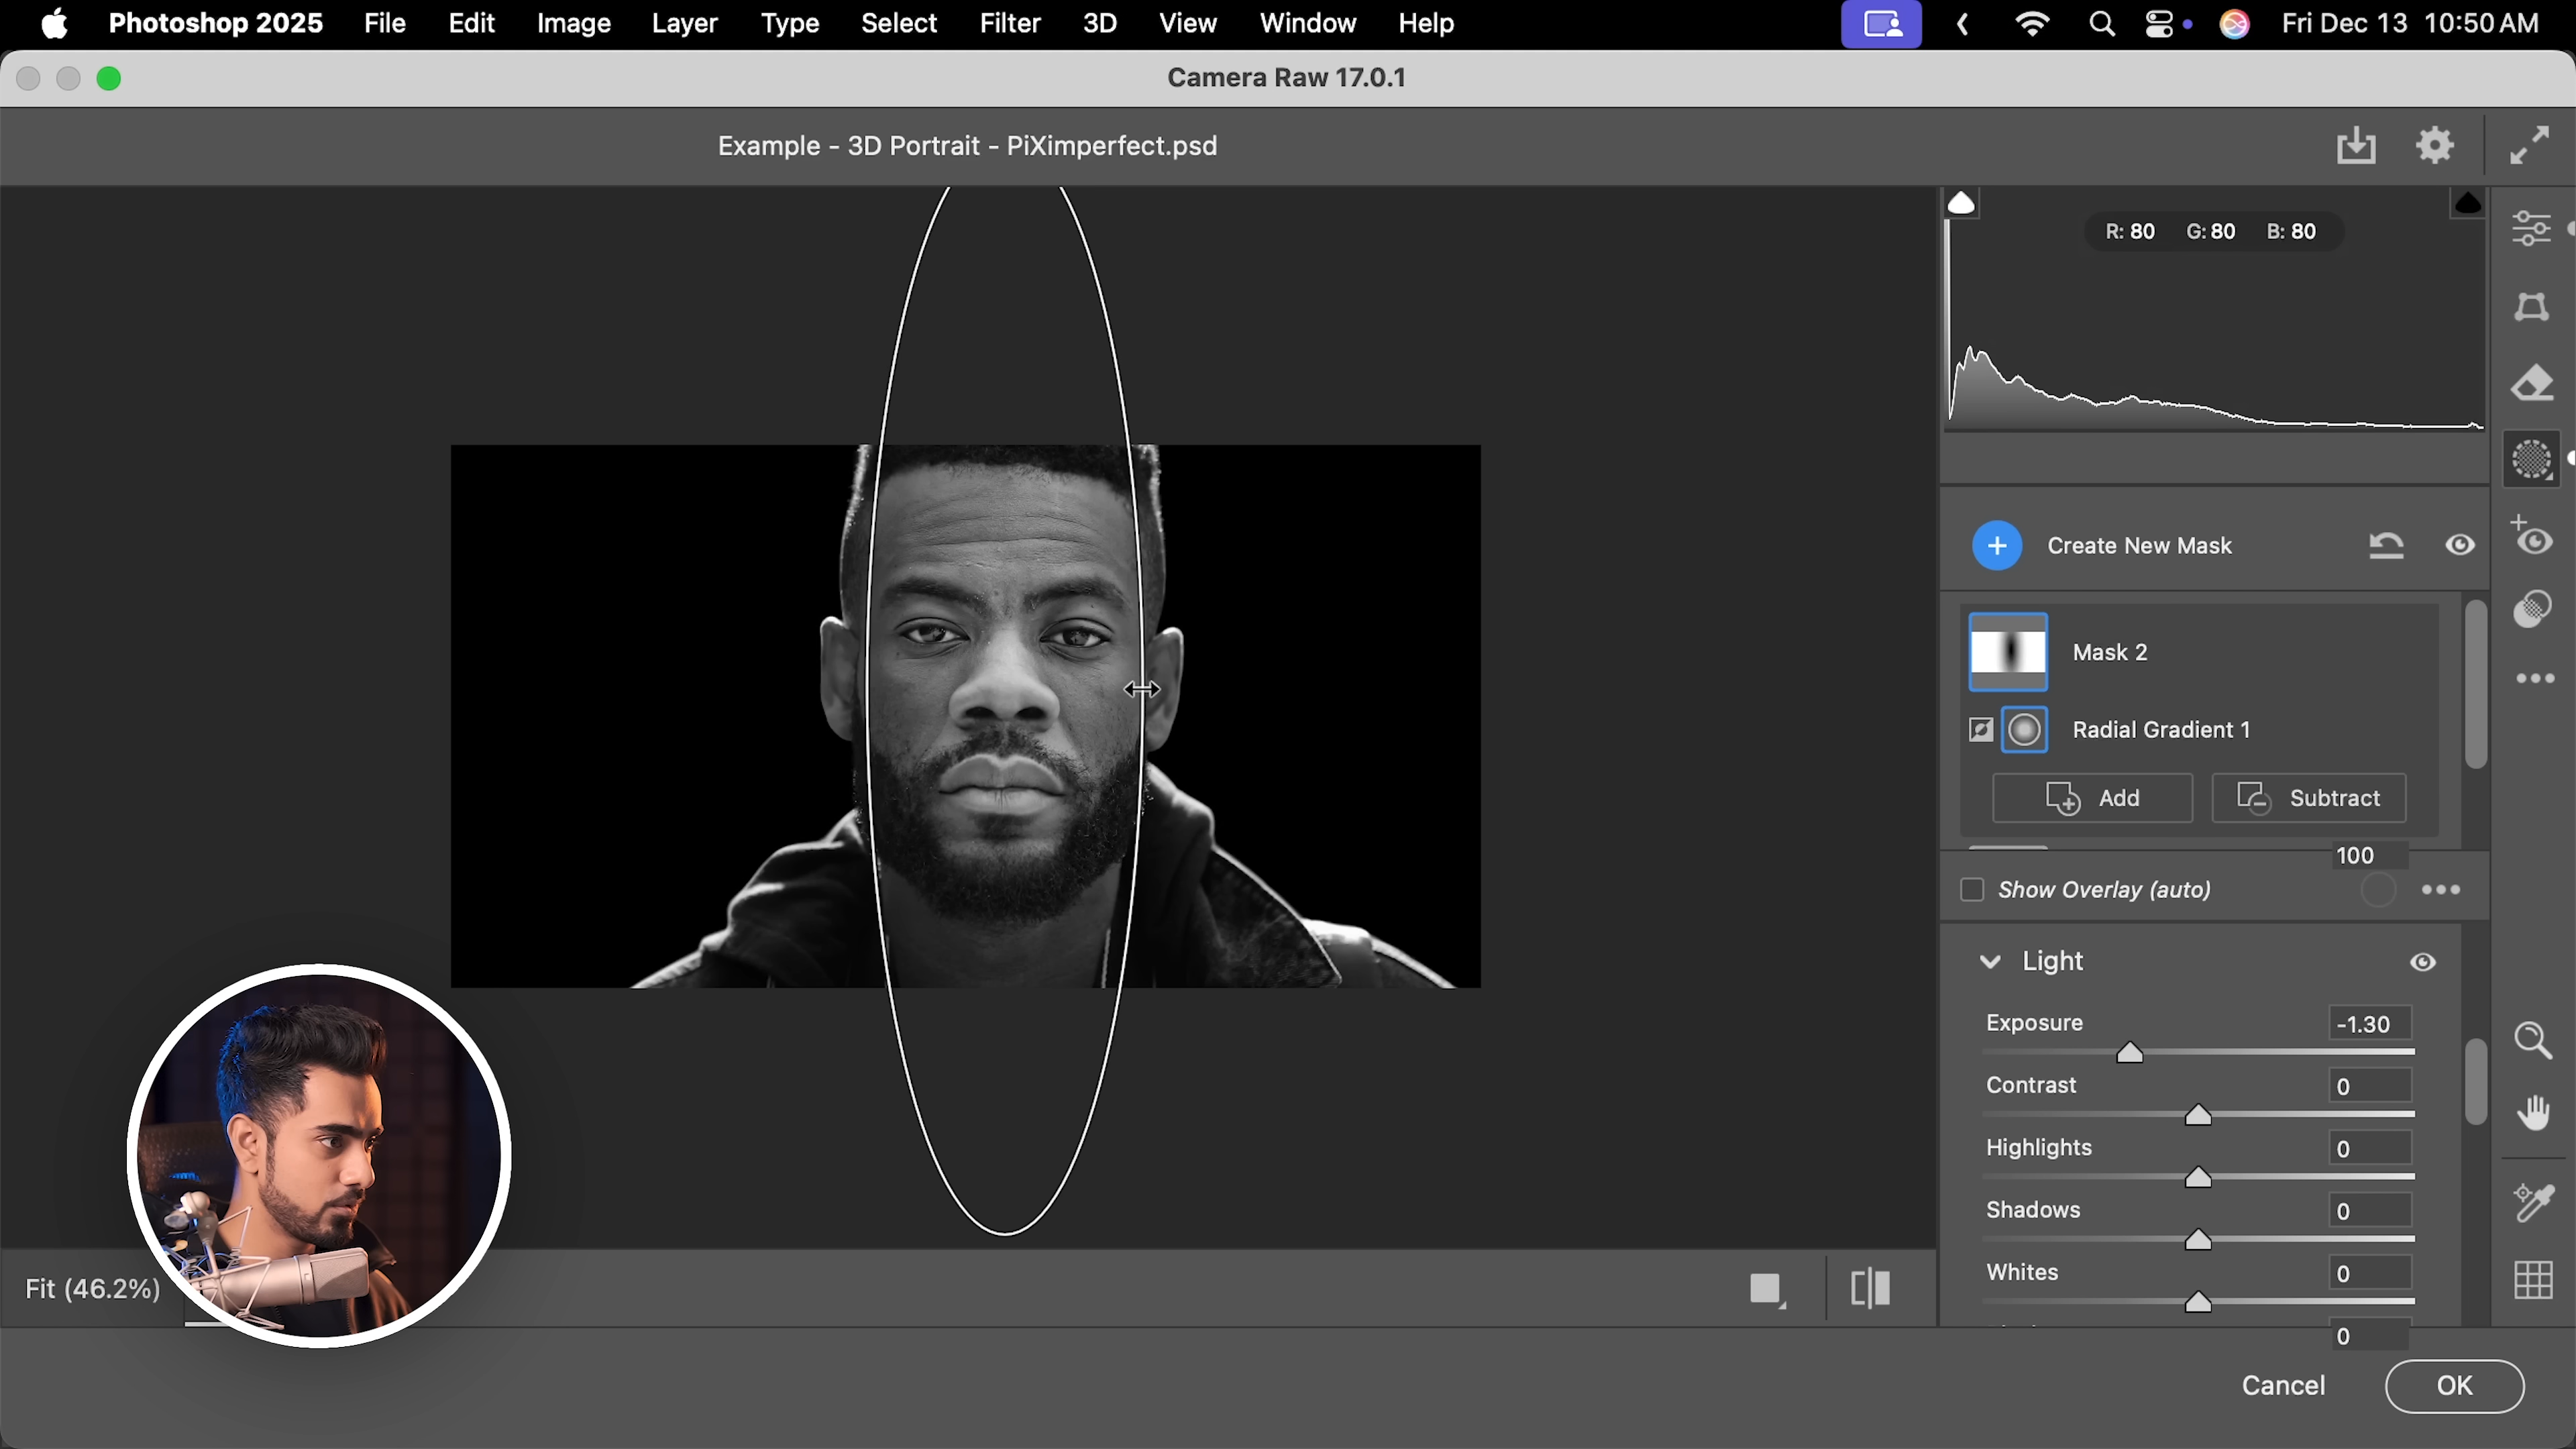 Photoshop 2025 File Edit Image Layer Type Select Filter 3D View Window Help Fri Dec 13 10:50 AM
Camera Raw 17.0.1
Example - 3D Portrait - PiXimperfect.psd
R: 80 G: 80 B: 80
Create New Mask
Mask 2
Radial Gradient 1
Add Subtract
100
Show Overlay (auto)
Light
Exposure -1.30
Contrast 0
Highlights 0
Shadows 0
Whites 0
0
Fit (46.2%)
Cancel OK